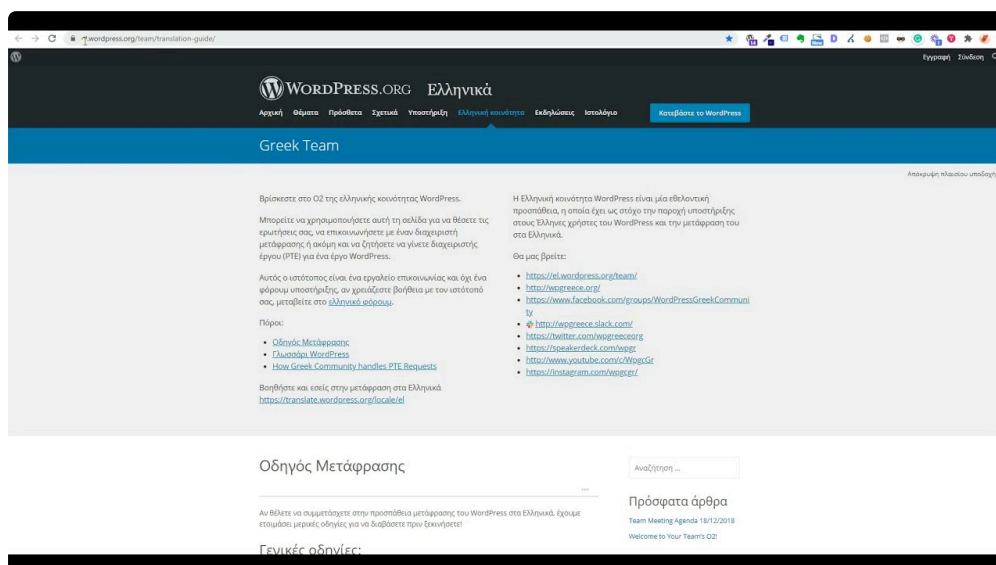 wordpress.org/team/translation-guide/
Εγγραφή Σύνδεση
WORDPRESS.ORG Ελληνικά
Αρχική Θέματα Πρόσθετα Σχετικά Υποστήριξη Ελληνική κοινότητα Εκδηλώσεις Ιστολόγιο Κατεβάστε το WordPress
Greek Team
Απόκρυψη πλαισίου υποδοχή
Βρίσκεστε στο O2 της ελληνικής κοινότητας WordPress.
Μπορείτε να χρησιμοποιήσετε αυτή τη σελίδα για να θέσετε τις
ερωτήσεις σας, να επικοινωνήσετε με έναν διαχειριστή
μετάφρασης ή ακόμη και να ζητήσετε να γίνετε διαχειριστής
έργου (PTE) για ένα έργο WordPress.
Αυτός ο ιστότοπος είναι ένα εργαλείο επικοινωνίας και όχι ένα
φόρουμ υποστήριξης, αν χρειάζεστε βοήθεια με τον ιστότοπό
σας, μεταβείτε στο ελληνικό φόρουμ.
Πόροι:
Οδηγός Μετάφρασης
Γλωσσάρι WordPress
How Greek Community handles PTE Requests
Βοηθήστε και εσείς στην μετάφραση στα Ελληνικά
https://translate.wordpress.org/locale/el
Η Ελληνική κοινότητα WordPress είναι μία εθελοντική
προσπάθεια, η οποία έχει ως στόχο την παροχή υποστήριξης
στους Έλληνες χρήστες του WordPress και την μετάφραση του
στα Ελληνικά.
Θα μας βρείτε:
https://el.wordpress.org/team/
http://wpgreece.org/
https://www.facebook.com/groups/WordPressGreekCommuni
ty
http://wpgreece.slack.com/
https://twitter.com/wpgreeceorg
https://speakerdeck.com/wpgr
http://www.youtube.com/c/WpgcGr
https://instagram.com/wpgcgr/
Οδηγός Μετάφρασης
Αν θέλετε να συμμετάσχετε στην προσπάθεια μετάφρασης του WordPress στα Ελληνικά, έχουμε
ετοιμάσει μερικές οδηγίες για να διαβάσετε πριν ξεκινήσετε!
Γενικές οδηγίες:
Αναζήτηση ...
Πρόσφατα άρθρα
Team Meeting Agenda 18/12/2018
Welcome to Your Team's O2!